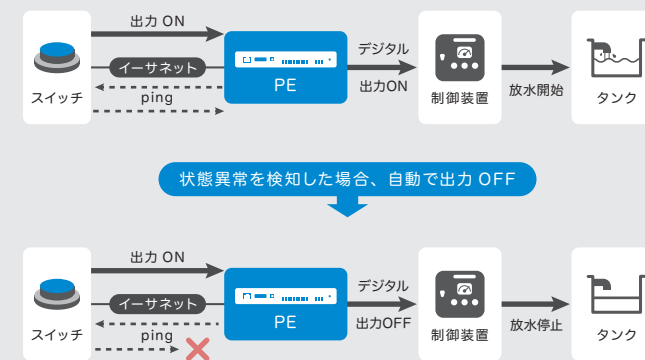 出力 ON
イーサネット
ping
スイッチ
PE
デジタル
出力ON
制御装置
放水開始
タンク
状態異常を検知した場合、自動で出力 OFF
出力 ON
イーサネット
ping
スイッチ
PE
デジタル
出力OFF
制御装置
放水停止
タンク